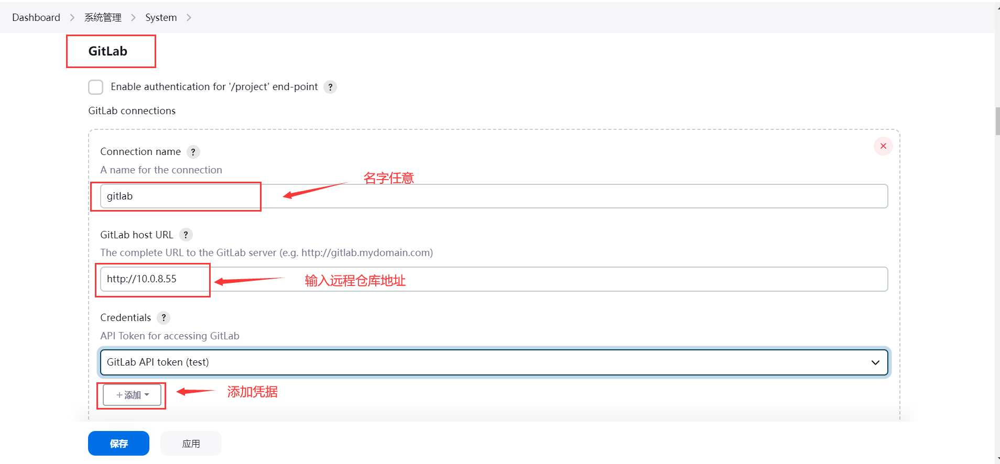 Dashboard > 系统管理 > System >
GitLab
Enable authentication for '/project' end-point ?
GitLab connections
Connection name ?
A name for the connection
名字任意
gitlab
GitLab host URL ?
The complete URL to the GitLab server (e.g. http://gitlab.mydomain.com)
http://10.0.8.55
输入远程仓库地址
Credentials ?
API Token for accessing GitLab
GitLab API token (test)
+ 添加
添加凭据
保存 应用